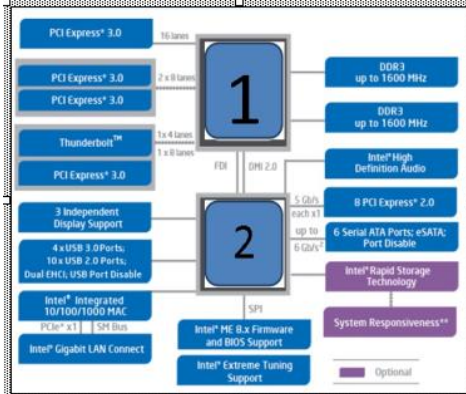 PCI Express* 3.0
16 lanes
1
DDR3
up to 1600 MHz
PCI Express* 3.0
2 x 8 lanes
PCI Express* 3.0
DDR3
up to 1600 MHz
Thunderbolt™
1x 4 lanes
1x 8 lanes
PCI Express* 3.0
FDI
DMI 2.0
Intel® High
Definition Audio
2
5 Gb/s
each x1
8 PCI Express* 2.0
3 Independent
Display Support
up to
6 Gb/s²
6 Serial ATA Ports; eSATA;
Port Disable
4 x USB 3.0 Ports;
10x USB 2.0 Ports;
Dual EHCI; USB Port Disable
Intel® Rapid Storage
Technology
Intel® Integrated
10/100/1000 MAC
PCIe* x1
SM Bus
SPI
System Responsiveness**
Intel® Gigabit LAN Connect
Intel® ME 8.x Firmware
and BIOS Support
Intel® Extreme Tuning
Support
Optional